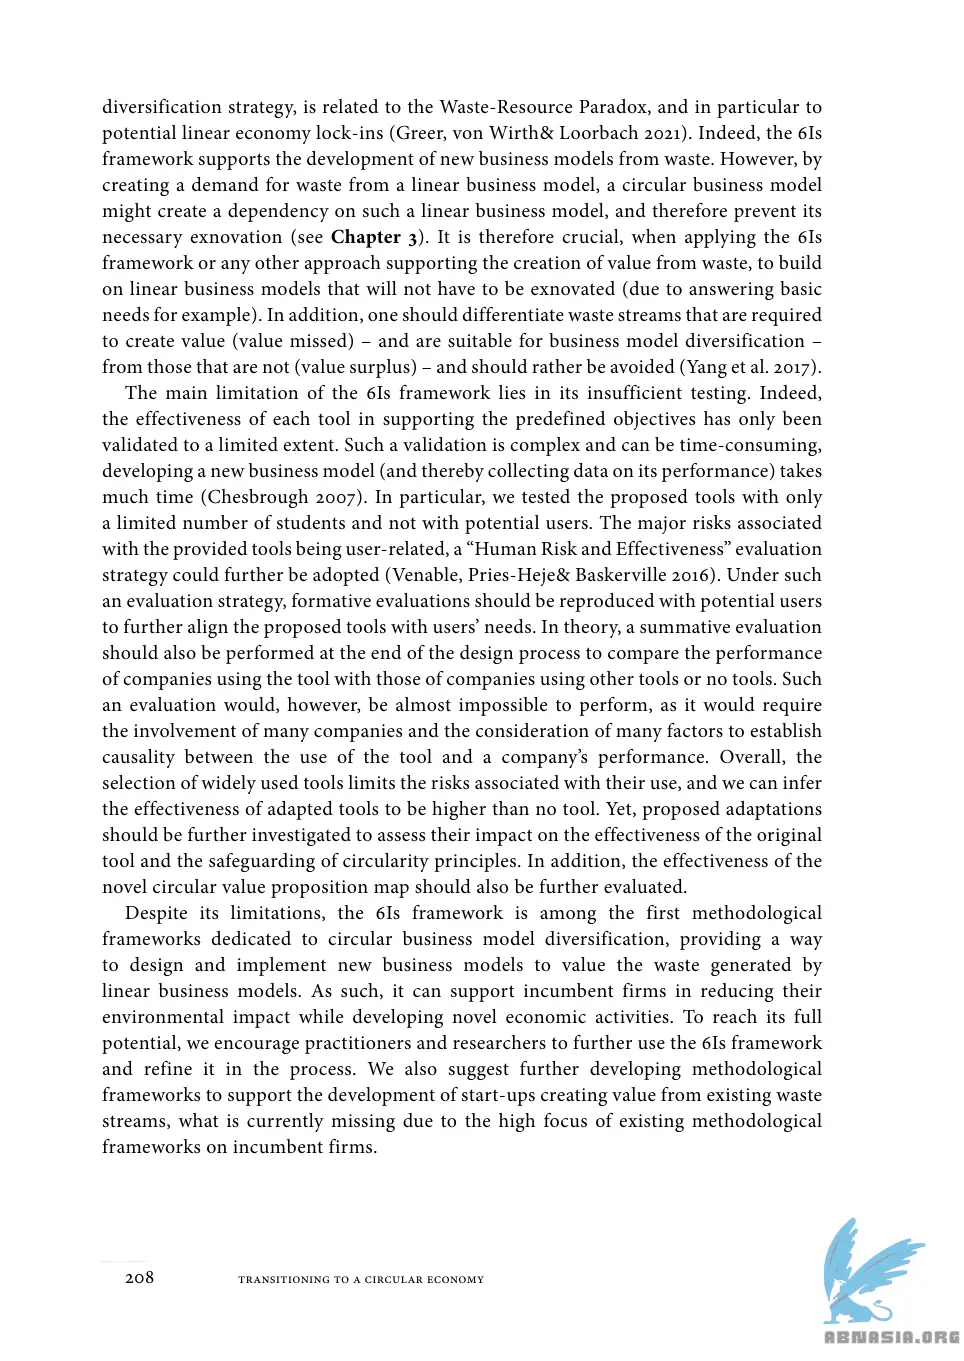 diversification strategy, is related to the Waste-Resource Paradox, and in particular to
potential linear economy lock-ins (Greer, von Wirth& Loorbach 2021). Indeed, the 6Is
framework supports the development of new business models from waste. However, by
creating a demand for waste from a linear business model, a circular business model
might create a dependency on such a linear business model, and therefore prevent its
necessary exnovation (see Chapter 3). It is therefore crucial, when applying the 6Is
framework or any other approach supporting the creation of value from waste, to build
on linear business models that will not have to be exnovated (due to answering basic
needs for example). In addition, one should differentiate waste streams that are required
to create value (value missed) – and are suitable for business model diversification –
from those that are not (value surplus) – and should rather be avoided (Yang et al. 2017).
The main limitation of the 6Is framework lies in its insufficient testing. Indeed,
the effectiveness of each tool in supporting the predefined objectives has only been
validated to a limited extent. Such a validation is complex and can be time-consuming,
developing a new business model (and thereby collecting data on its performance) takes
much time (Chesbrough 2007). In particular, we tested the proposed tools with only
a limited number of students and not with potential users. The major risks associated
with the provided tools being user-related, a “Human Risk and Effectiveness” evaluation
strategy could further be adopted (Venable, Pries-Heje& Baskerville 2016). Under such
an evaluation strategy, formative evaluations should be reproduced with potential users
to further align the proposed tools with users’ needs. In theory, a summative evaluation
should also be performed at the end of the design process to compare the performance
of companies using the tool with those of companies using other tools or no tools. Such
an evaluation would, however, be almost impossible to perform, as it would require
the involvement of many companies and the consideration of many factors to establish
causality between the use of the tool and a company’s performance. Overall, the
selection of widely used tools limits the risks associated with their use, and we can infer
the effectiveness of adapted tools to be higher than no tool. Yet, proposed adaptations
should be further investigated to assess their impact on the effectiveness of the original
tool and the safeguarding of circularity principles. In addition, the effectiveness of the
novel circular value proposition map should also be further evaluated.
Despite its limitations, the 6Is framework is among the first methodological
frameworks dedicated to circular business model diversification, providing a way
to design and implement new business models to value the waste generated by
linear business models. As such, it can support incumbent firms in reducing their
environmental impact while developing novel economic activities. To reach its full
potential, we encourage practitioners and researchers to further use the 6Is framework
and refine it in the process. We also suggest further developing methodological
frameworks to support the development of start-ups creating value from existing waste
streams, what is currently missing due to the high focus of existing methodological
frameworks on incumbent firms.
208 TRANSITIONING TO A CIRCULAR ECONOMY
ABNASIA.ORG